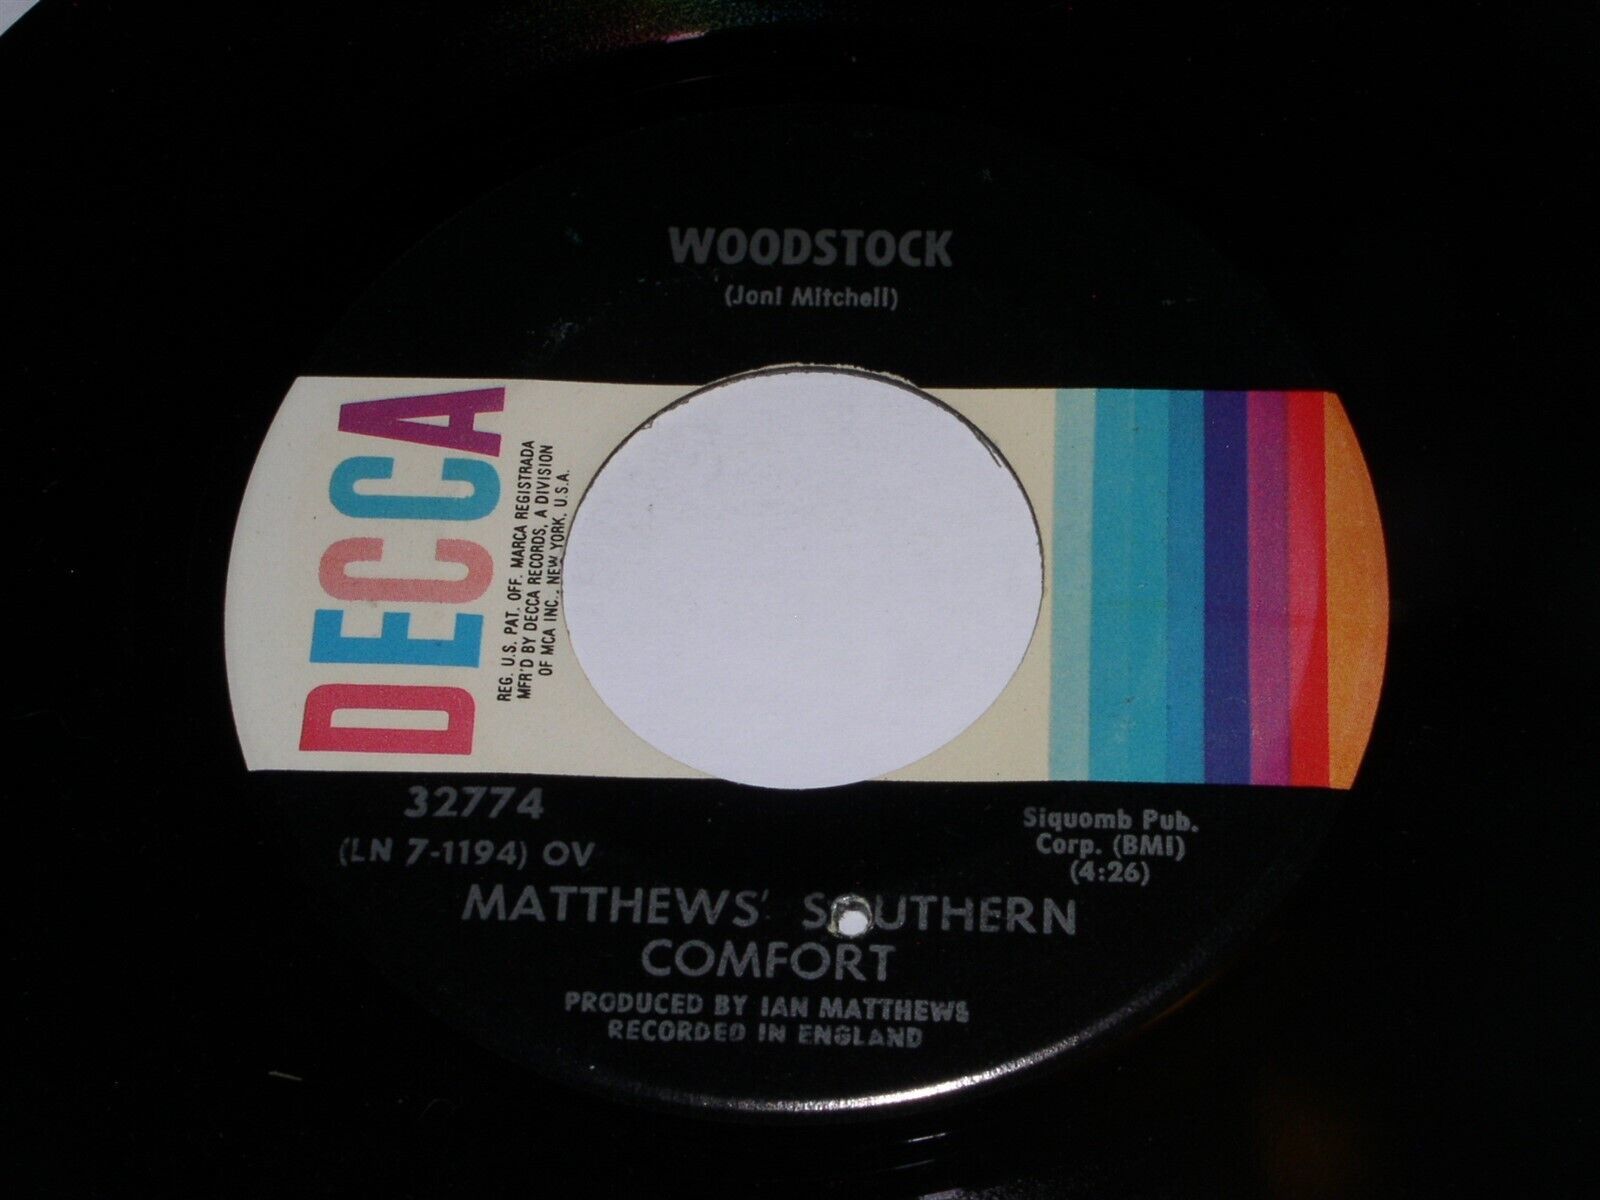 WOODSTOCK
(Joni Mitchell)
DECCA
REG. U.S. PAT. OFF. MARCA REGISTRADA
MFR'D BY DECCA RECORDS, A DIVISION
OF MCA INC., NEW YORK, U.S.A.
32774
(LN 7-1194) OV
Siquomb Pub.
Corp. (BMI)
(4:26)
MATTHEWS' SOUTHERN
COMFORT
PRODUCED BY IAN MATTHEWS
RECORDED IN ENGLAND